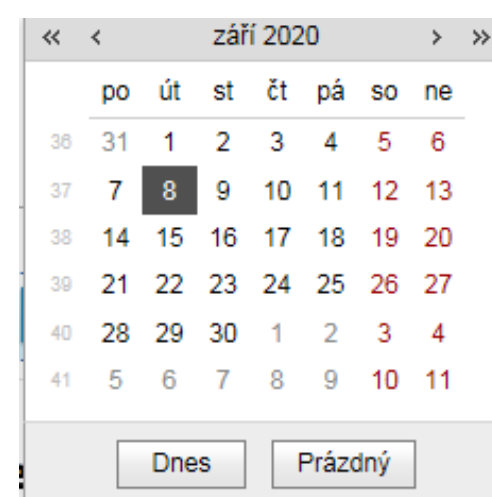 « ‹ září 2020 › »
po út st čt pá so ne
36 31 1 2 3 4 5 6
37 7 8 9 10 11 12 13
38 14 15 16 17 18 19 20
39 21 22 23 24 25 26 27
40 28 29 30 1 2 3 4
41 5 6 7 8 9 10 11
Dnes Prázdný